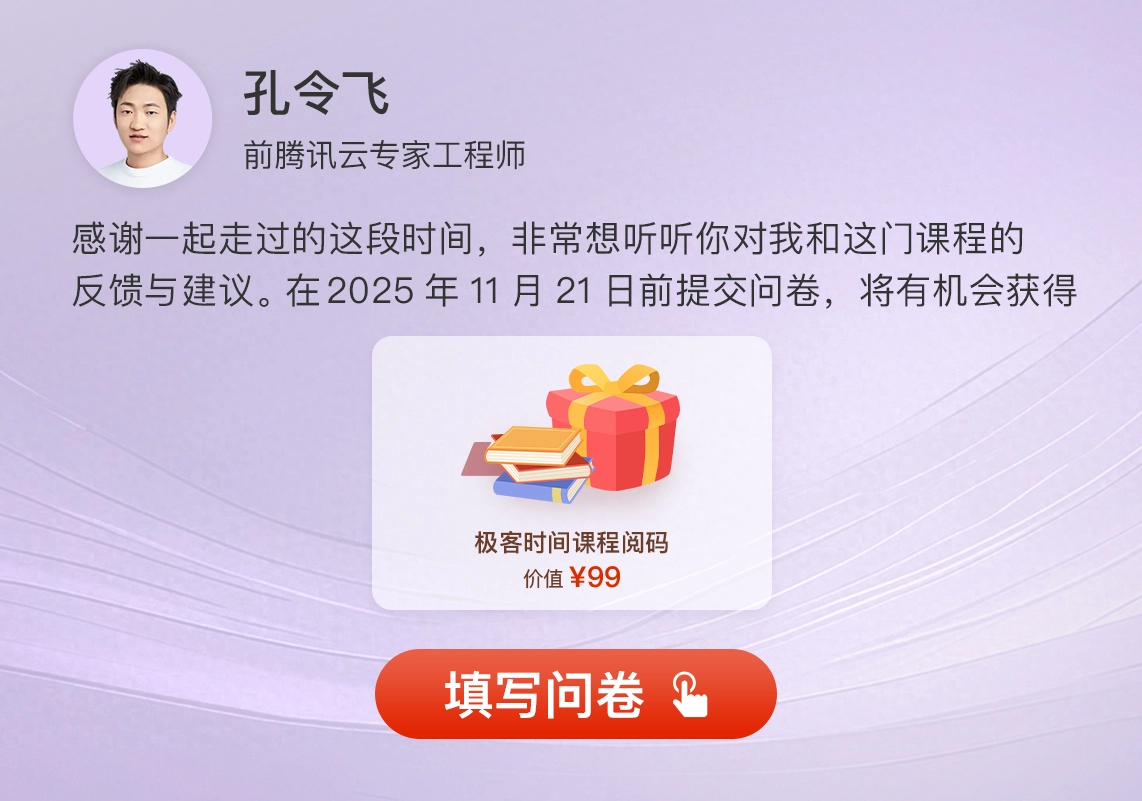 孔令飞
前腾讯云专家工程师
感谢一起走过的这段时间，非常想听听你对我和这门课程的
反馈与建议。在 2025 年 11 月 21 日前提交问卷，将有机会获得
极客时间课程阅码
价值 ¥99
填写问卷